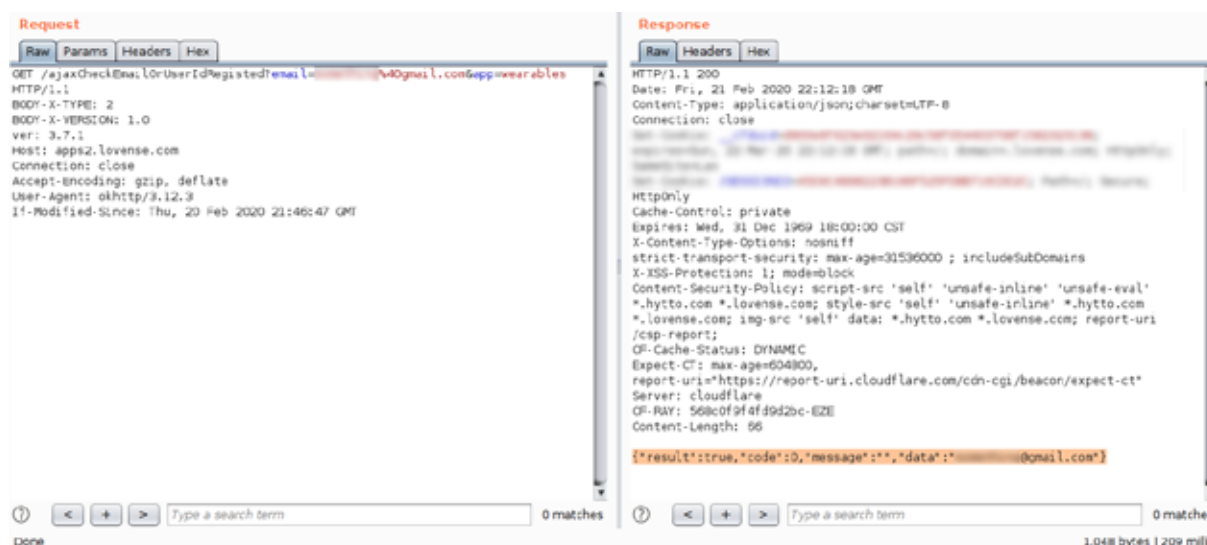 Request
Raw Params Headers Hex
GET /ajaxCheckEmailOrUserIdRegisted?email= %40gmail.com&app=wearables
HTTP/1.1
BODY-X-TYPE: 2
BODY-X-VERSION: 1.0
ver: 3.7.1
Host: apps2.lovense.com
Connection: close
Accept-Encoding: gzip, deflate
User-Agent: okhttp/3.12.3
If-Modified-Since: Thu, 20 Feb 2020 21:46:47 GMT
? < + > Type a search term 0 matches
Done
Response
Raw Headers Hex
HTTP/1.1 200
Date: Fri, 21 Feb 2020 22:12:18 GMT
Content-Type: application/json;charset=UTF-8
Connection: close
HttpOnly
Cache-Control: private
Expires: Wed, 31 Dec 1969 18:00:00 CST
X-Content-Type-Options: nosniff
strict-transport-security: max-age=31536000 ; includeSubDomains
X-XSS-Protection: 1; mode=block
Content-Security-Policy: script-src 'self' 'unsafe-inline' 'unsafe-eval'
*.hytto.com *.lovense.com; style-src 'self' 'unsafe-inline' *.hytto.com
*.lovense.com; img-src 'self' data: *.hytto.com *.lovense.com; report-uri
/csp-report;
CF-Cache-Status: DYNAMIC
Expect-CT: max-age=604800,
report-uri="https://report-uri.cloudflare.com/cdn-cgi/beacon/expect-ct"
Server: cloudflare
CF-RAY: 568c0f9f4fd9d2bc-EZE
Content-Length: 66
{"result":true,"code":0,"message":"","data":" @gmail.com"}
? < + > Type a search term 0 matche
1,048 bytes | 209 milli